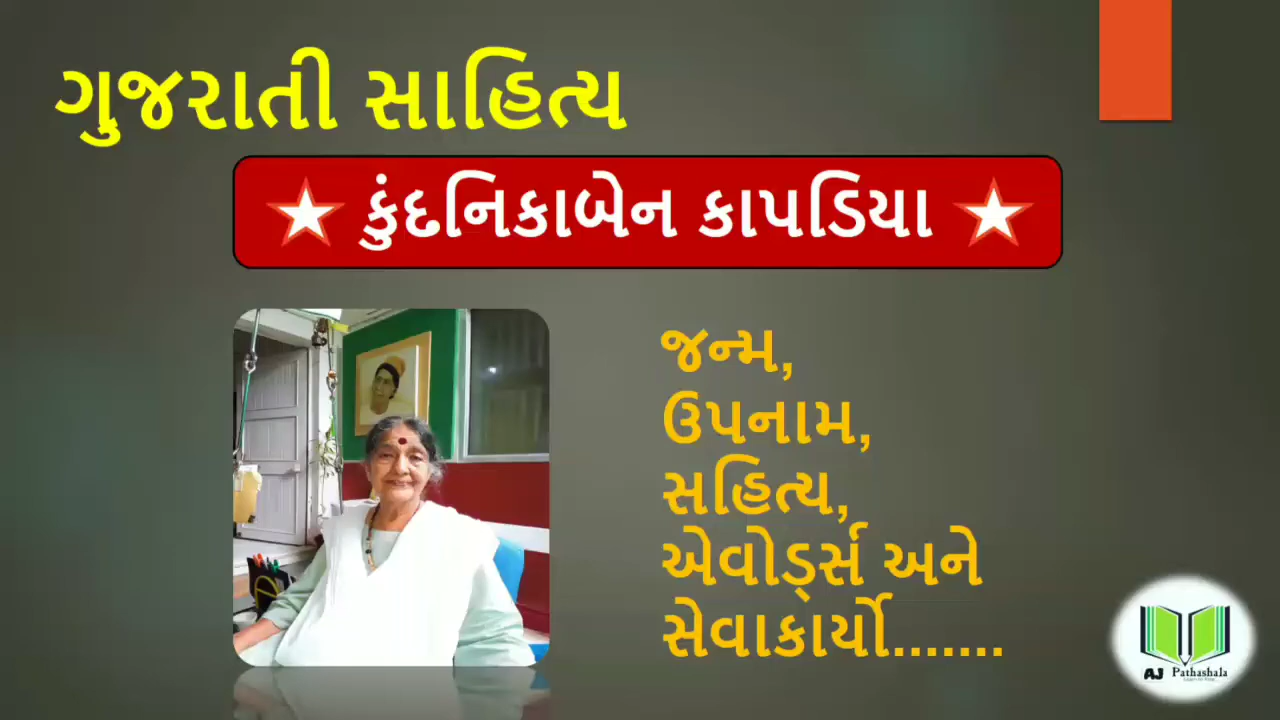 ગુજરાતી સાહિત્ય
કુંદનિકાબેન કાપડિયા
જન્મ,
ઉપનામ,
સહિત્ય,
એવોર્ડ્સ અને
સેવાકાર્યો.......
AJ Pathashala